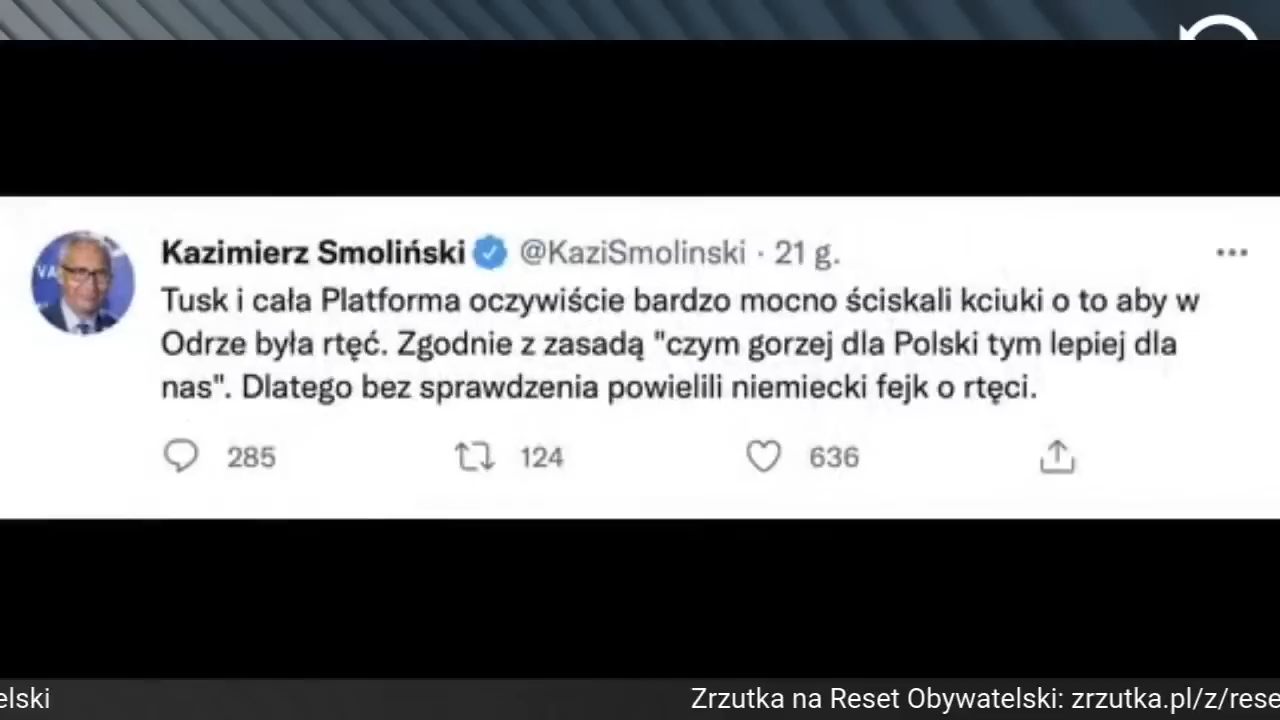 Kazimierz Smoliński @KaziSmolinski · 21 g.
Tusk i cała Platforma oczywiście bardzo mocno ściskali kciuki o to aby w
Odrze była rtęć. Zgodnie z zasadą "czym gorzej dla Polski tym lepiej dla
nas". Dlatego bez sprawdzenia powielili niemiecki fejk o rtęci.
285 124 636
elski Zrzutka na Reset Obywatelski: zrzutka.pl/z/rese